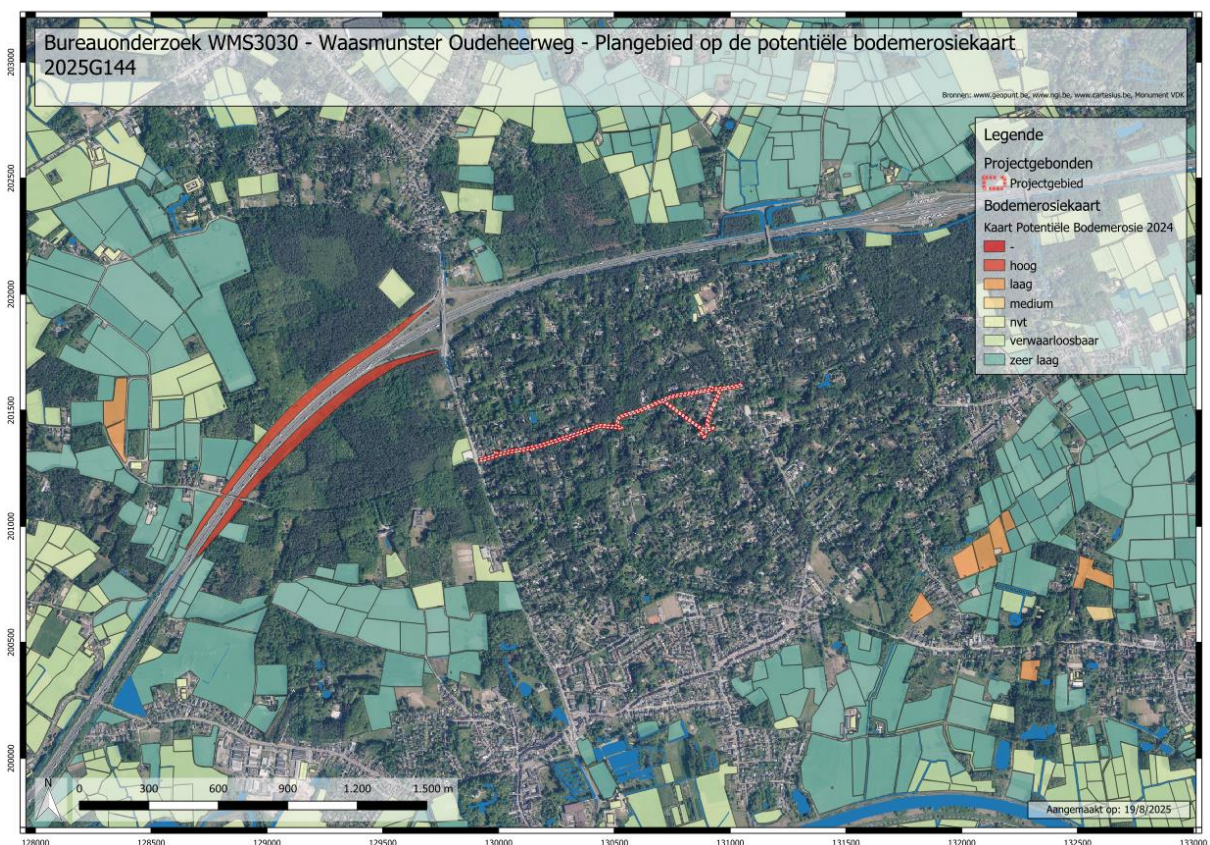 Bureauonderzoek WMS3030 - Waasmunster Oudeheerweg - Plangebied op de potentiële bodemerosiekaart
2025G144
Bronnen: www.geopunt.be, www.ngi.be, www.cartesius.be, Monument VDK
Legende
Projectgebonden
Projectgebied
Bodemerosiekaart
Kaart Potentiële Bodemerosie 2024
-
hoog
laag
medium
nvt
verwaarloosbaar
zeer laag
203000
202500
202000
201500
201000
200500
200000
N
0 300 600 900 1.200 1.500 m
Aangemaakt op: 19/8/2025
128000 128500 129000 129500 130000 130500 131000 131500 132000 132500 133000